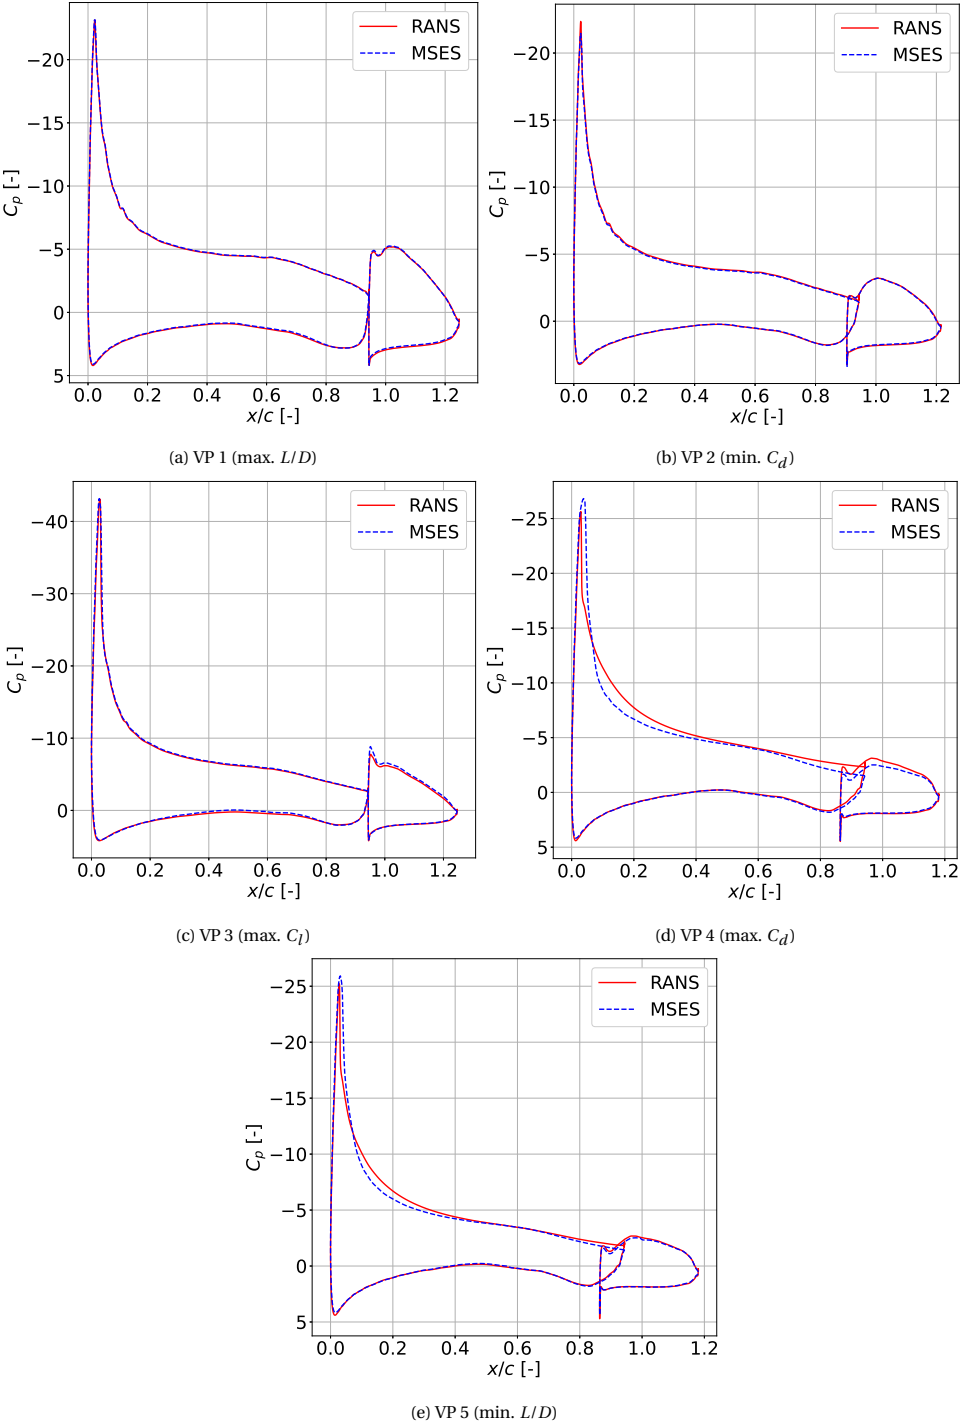 RANS
MSES
−20
−15
−10
−5
0
5
C_p [-]
0.0 0.2 0.4 0.6 0.8 1.0 1.2
x/c [-]
(a) VP 1 (max. L/D)
RANS
MSES
−20
−15
−10
−5
0
C_p [-]
0.0 0.2 0.4 0.6 0.8 1.0 1.2
x/c [-]
(b) VP 2 (min. C_d)
RANS
MSES
−40
−30
−20
−10
0
C_p [-]
0.0 0.2 0.4 0.6 0.8 1.0 1.2
x/c [-]
(c) VP 3 (max. C_l)
RANS
MSES
−25
−20
−15
−10
−5
0
5
C_p [-]
0.0 0.2 0.4 0.6 0.8 1.0 1.2
x/c [-]
(d) VP 4 (max. C_d)
RANS
MSES
−25
−20
−15
−10
−5
0
5
C_p [-]
0.0 0.2 0.4 0.6 0.8 1.0 1.2
x/c [-]
(e) VP 5 (min. L/D)